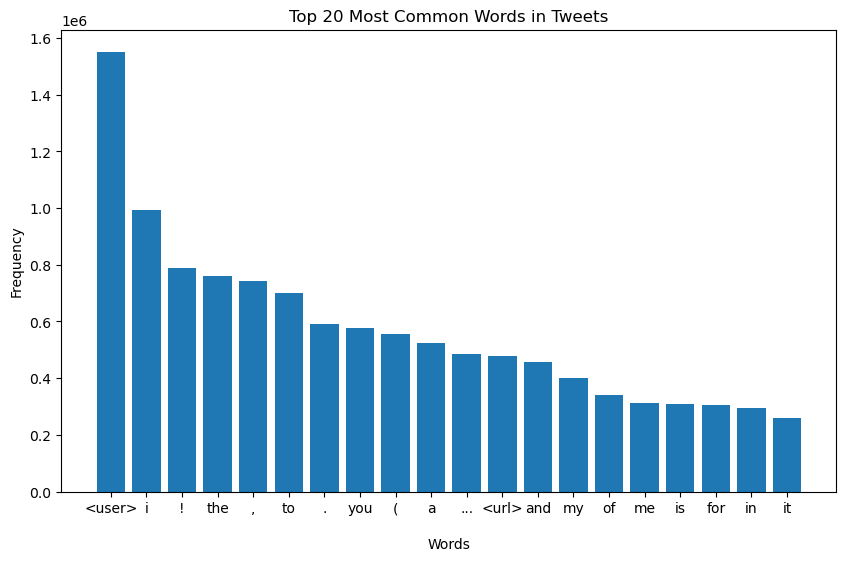 Top 20 Most Common Words in Tweets
1e6
1.6
1.4
1.2
1.0
0.8
0.6
0.4
0.2
0.0
Frequency
<user> i ! the , to . you ( a ... <url> and my of me is for in it
Words